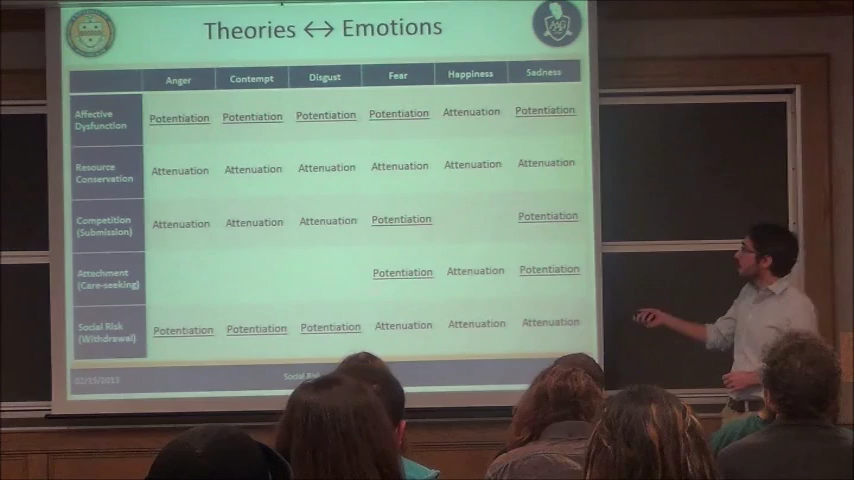 Theories ↔ Emotions
Anger Contempt Disgust Fear Happiness Sadness
Affective
Dysfunction
Potentiation Potentiation Potentiation Potentiation Attenuation Potentiation
Resource
Conservation
Attenuation Attenuation Attenuation Attenuation Attenuation Attenuation
Competition
(Submission)
Attenuation Attenuation Attenuation Potentiation Potentiation
Attachment
(Care-seeking)
Potentiation Attenuation Potentiation
Social Risk
(Withdrawal)
Potentiation Potentiation Potentiation Attenuation Attenuation Attenuation
Social